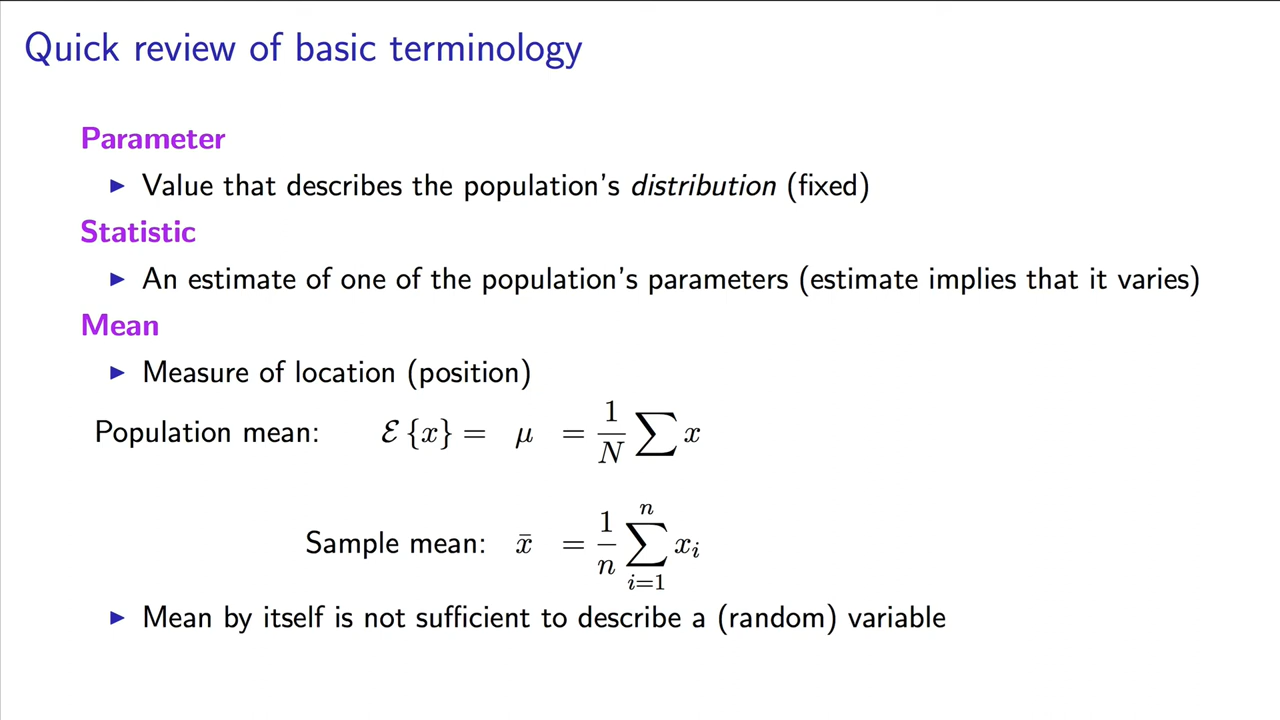 Quick review of basic terminology
Parameter
▶ Value that describes the population's distribution (fixed)
Statistic
▶ An estimate of one of the population's parameters (estimate implies that it varies)
Mean
▶ Measure of location (position)
Population mean: ℰ {x} = μ = 1/N ∑ x
Sample mean: x̄ = 1/n ∑_{i=1}^{n} x_i
▶ Mean by itself is not sufficient to describe a (random) variable